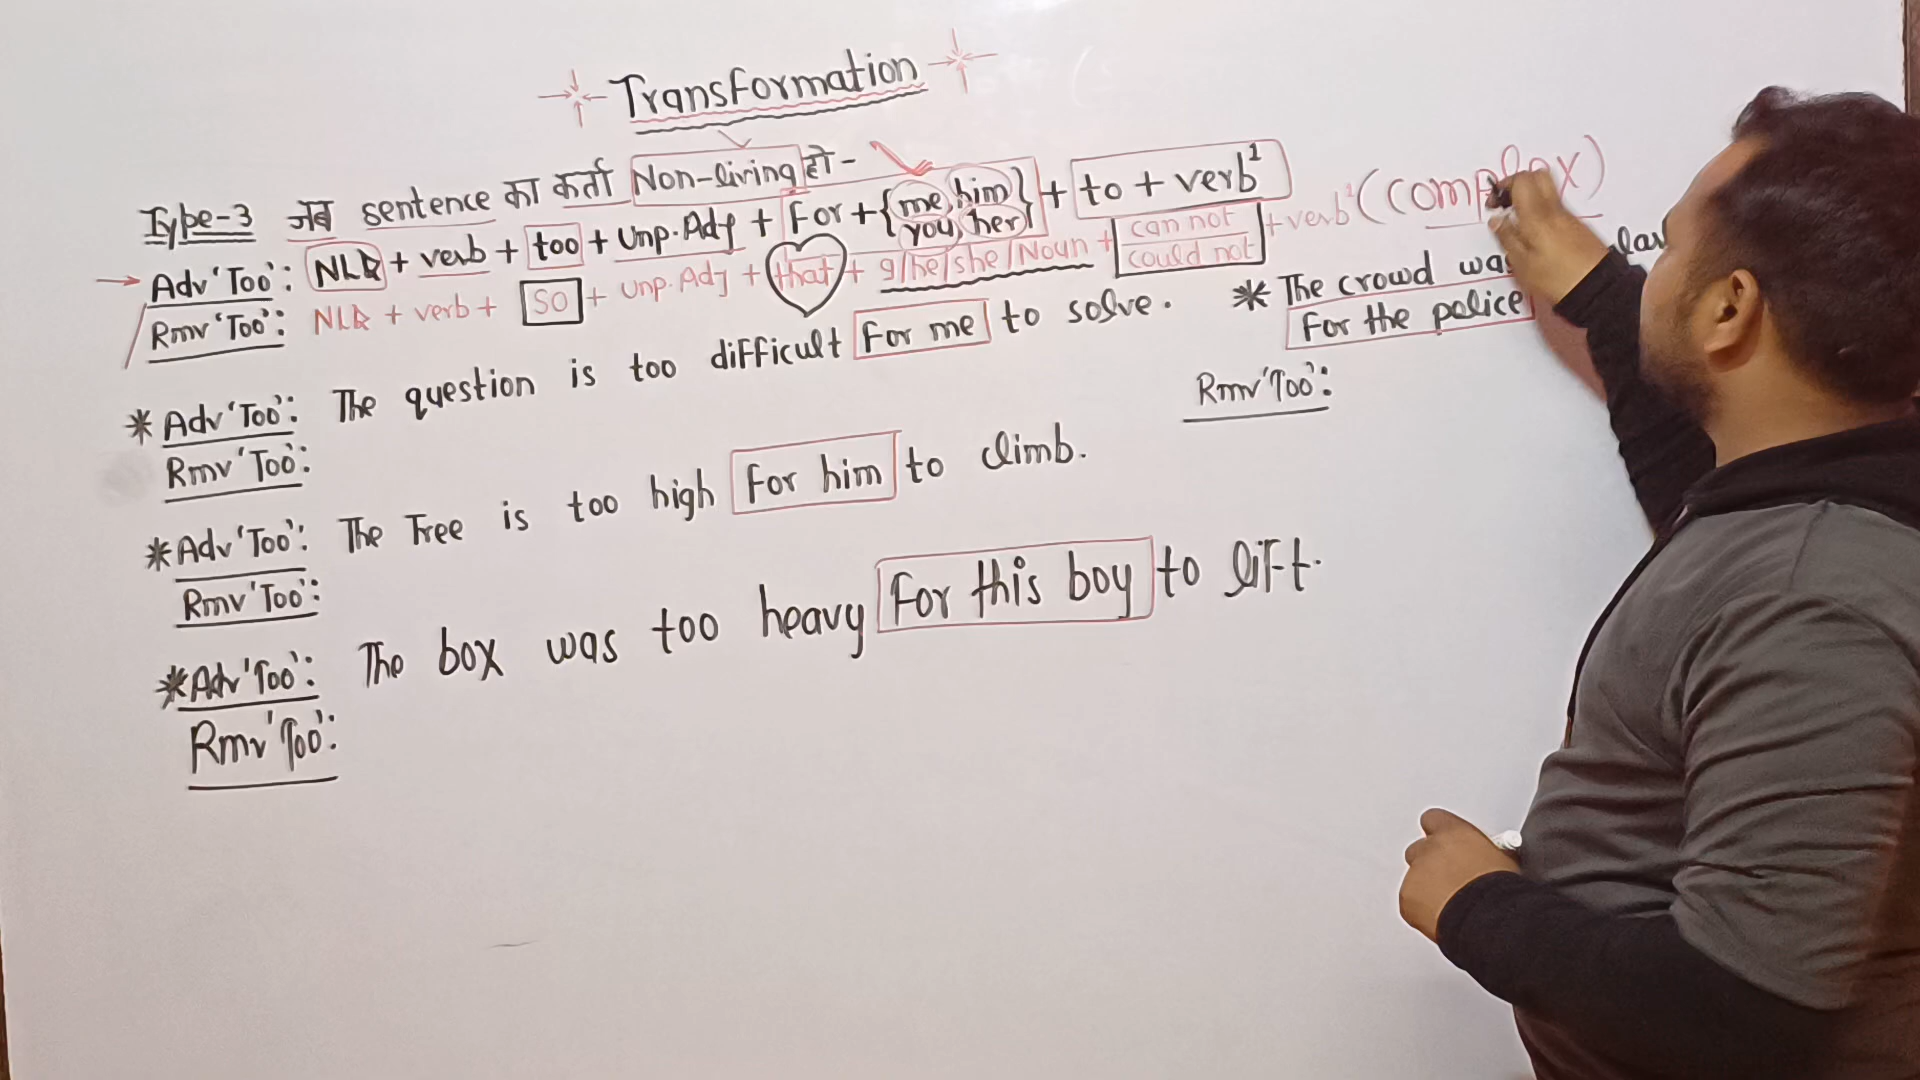 Transformation
Type-3 जब sentence का कर्ता Non-living हो-
Adv 'Too': NLS + verb + too + Unp. Adj + For + {me, him you, her} + to + verb¹
Rmv 'Too': NLS + verb + so + Unp. Adj + that + I/he/she/Noun + can not could not + verb¹ (complex)
* Adv 'Too': The question is too difficult For me to solve.
Rmv 'Too':
* Adv 'Too': The Tree is too high For him to climb.
Rmv 'Too':
* Adv 'Too': The box was too heavy For this boy to lift.
Rmv 'Too':
* The crowd was
For the police
Rmv 'Too':